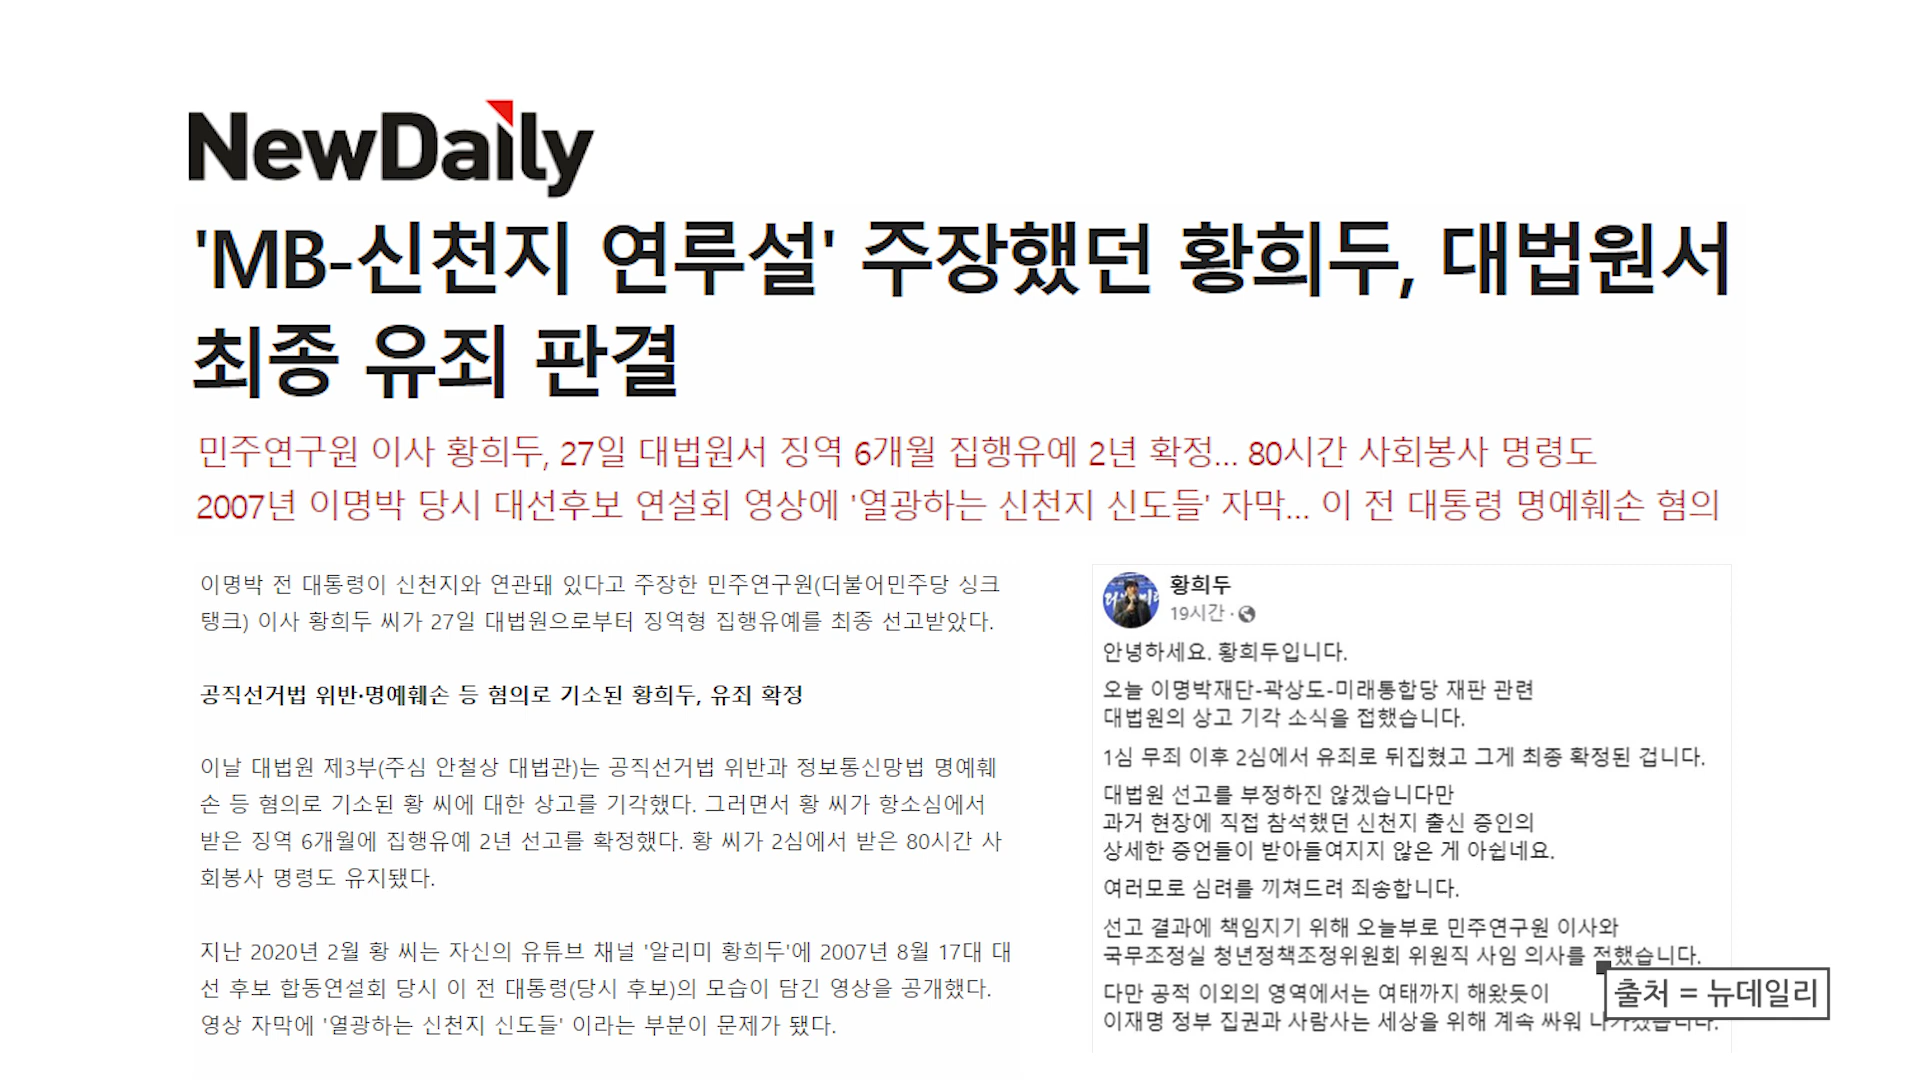 NewDaily
'MB-신천지 연루설' 주장했던 황희두, 대법원서
최종 유죄 판결
민주연구원 이사 황희두, 27일 대법원서 징역 6개월 집행유예 2년 확정... 80시간 사회봉사 명령도
2007년 이명박 당시 대선후보 연설회 영상에 '열광하는 신천지 신도들' 자막... 이 전 대통령 명예훼손 혐의
이명박 전 대통령이 신천지와 연관돼 있다고 주장한 민주연구원(더불어민주당 싱크
탱크) 이사 황희두 씨가 27일 대법원으로부터 징역형 집행유예를 최종 선고받았다.
공직선거법 위반·명예훼손 등 혐의로 기소된 황희두, 유죄 확정
이날 대법원 제3부(주심 안철상 대법관)는 공직선거법 위반과 정보통신망법 명예훼
손 등 혐의로 기소된 황 씨에 대한 상고를 기각했다. 그러면서 황 씨가 항소심에서
받은 징역 6개월에 집행유예 2년 선고를 확정했다. 황 씨가 2심에서 받은 80시간 사
회봉사 명령도 유지됐다.
지난 2020년 2월 황 씨는 자신의 유튜브 채널 '알리미 황희두'에 2007년 8월 17대 대
선 후보 합동연설회 당시 이 전 대통령(당시 후보)의 모습이 담긴 영상을 공개했다.
영상 자막에 '열광하는 신천지 신도들' 이라는 부분이 문제가 됐다.
황희두
19시간 ·
안녕하세요. 황희두입니다.
오늘 이명박재단-곽상도-미래통합당 재판 관련
대법원의 상고 기각 소식을 접했습니다.
1심 무죄 이후 2심에서 유죄로 뒤집혔고 그게 최종 확정된 겁니다.
대법원 선고를 부정하진 않겠습니다만
과거 현장에 직접 참석했던 신천지 출신 증인의
상세한 증언들이 받아들여지지 않은 게 아쉽네요.
여러모로 심려를 끼쳐드려 죄송합니다.
선고 결과에 책임지기 위해 오늘부로 민주연구원 이사와
국무조정실 청년정책조정위원회 위원직 사임 의사를 전했습니다.
다만 공적 이외의 영역에서는 여태까지 해왔듯이
이재명 정부 집권과 사람사는 세상을 위해 계속 싸워 나가겠습니다.
출처 = 뉴데일리